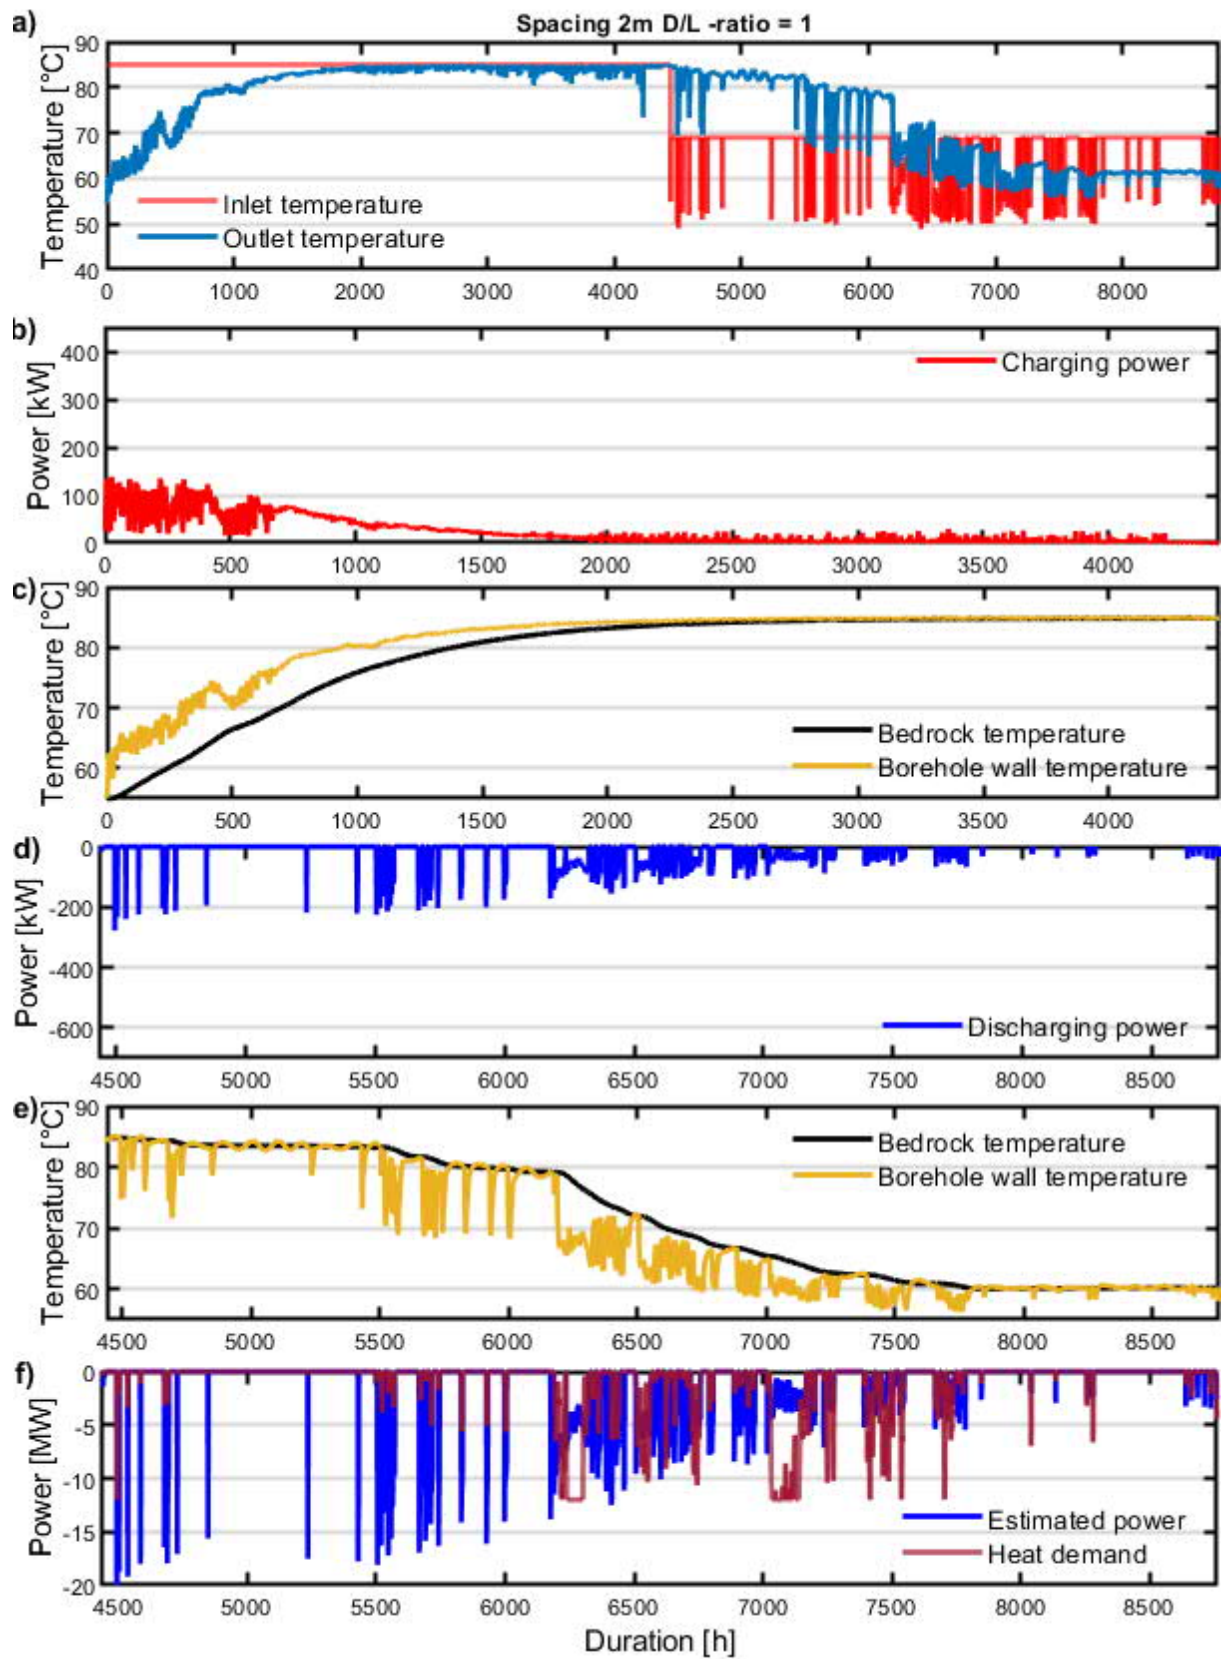 a)
Spacing 2m D/L -ratio = 1
Temperature [°C]
90
80
70
60
50
40
Inlet temperature
Outlet temperature
0 1000 2000 3000 4000 5000 6000 7000 8000
b)
Power [kW]
400
300
200
100
0
Charging power
0 500 1000 1500 2000 2500 3000 3500 4000
c)
Temperature [°C]
90
80
70
60
Bedrock temperature
Borehole wall temperature
0 500 1000 1500 2000 2500 3000 3500 4000
d)
Power [kW]
0
-200
-400
-600
Discharging power
4500 5000 5500 6000 6500 7000 7500 8000 8500
e)
Temperature [°C]
90
80
70
60
Bedrock temperature
Borehole wall temperature
4500 5000 5500 6000 6500 7000 7500 8000 8500
f)
Power [MW]
0
-5
-10
-15
-20
Estimated power
Heat demand
4500 5000 5500 6000 6500 7000 7500 8000 8500
Duration [h]